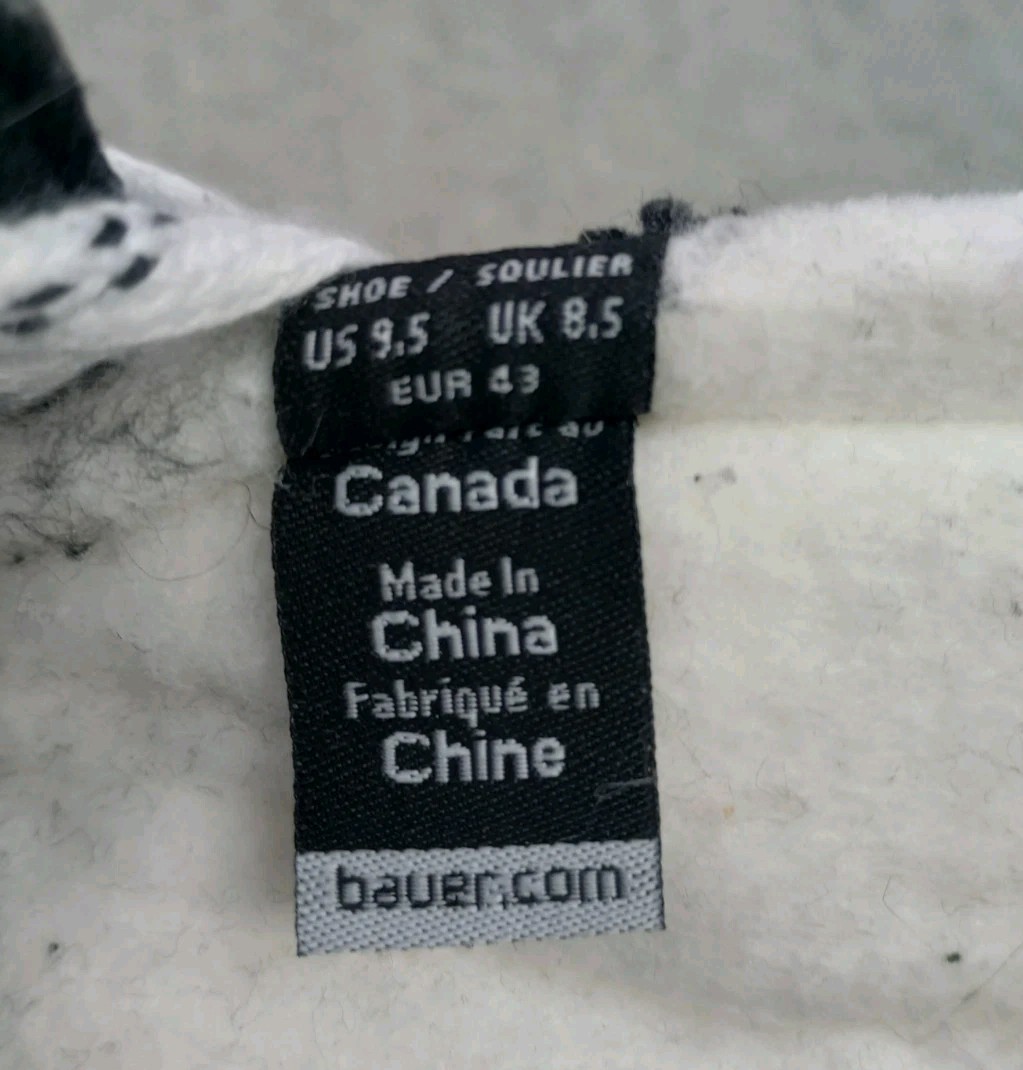 SHOE / SOULIER
US 9.5 UK 8.5
EUR 43
Canada
Made In
China
Fabriqué en
Chine
bauer.com